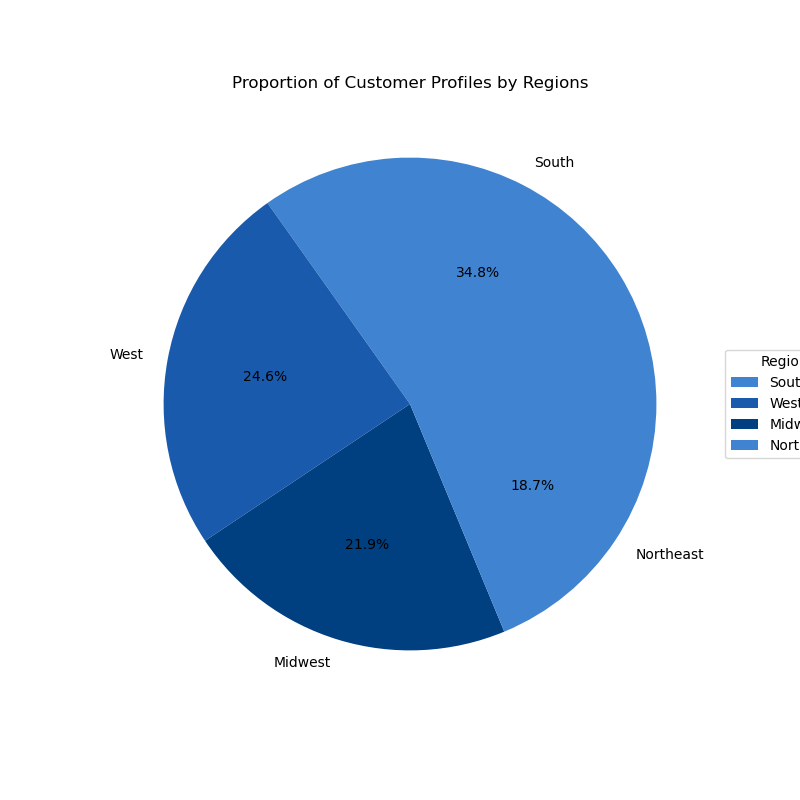 Proportion of Customer Profiles by Regions
South
34.8%
West
24.6%
18.7%
21.9%
Northeast
Midwest
Regio
Sout
West
Midw
Nort